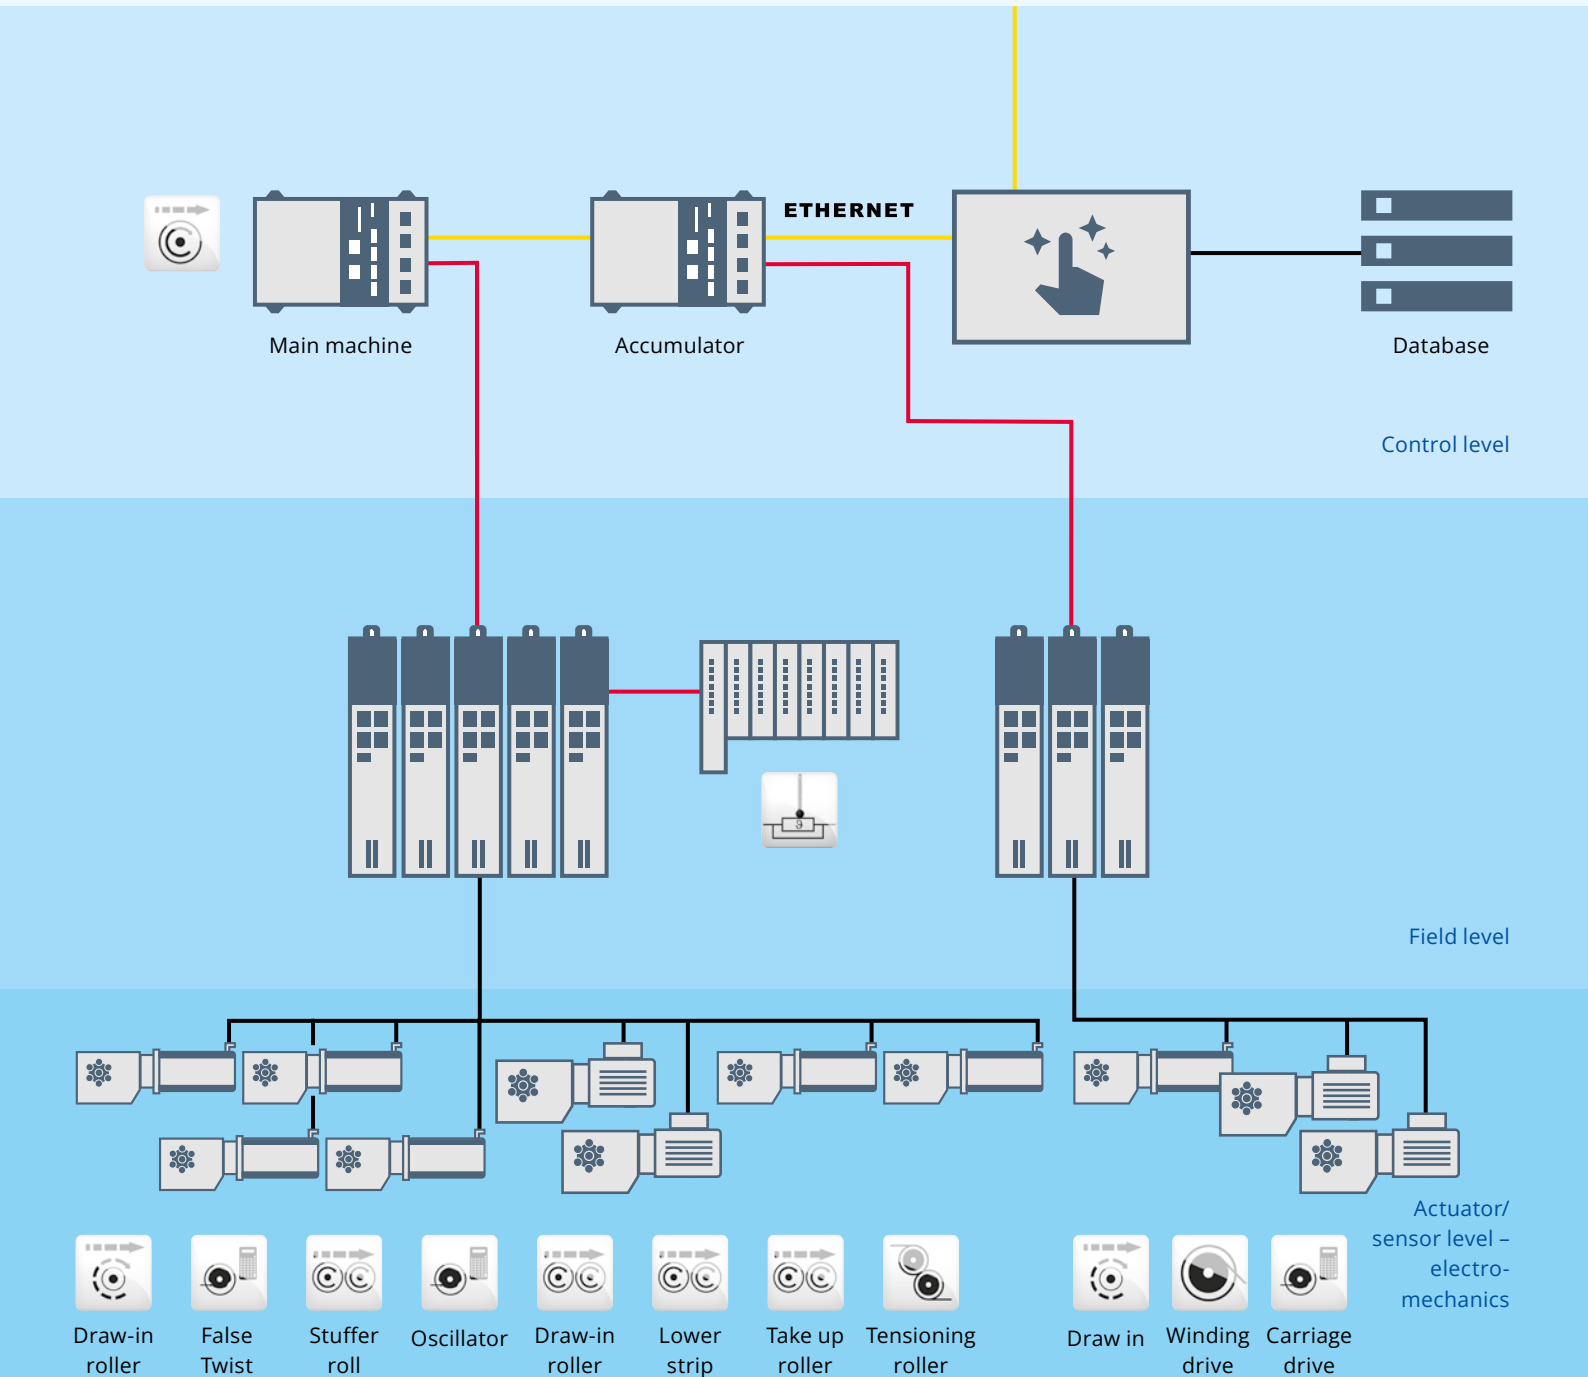 ETHERNET
Main machine
Accumulator
Database
Control level
Field level
Actuator/
sensor level –
electro-
mechanics
Draw-in
roller
False
Twist
Stuffer
roll
Oscillator
Draw-in
roller
Lower
strip
Take up
roller
Tensioning
roller
Draw in
Winding
drive
Carriage
drive